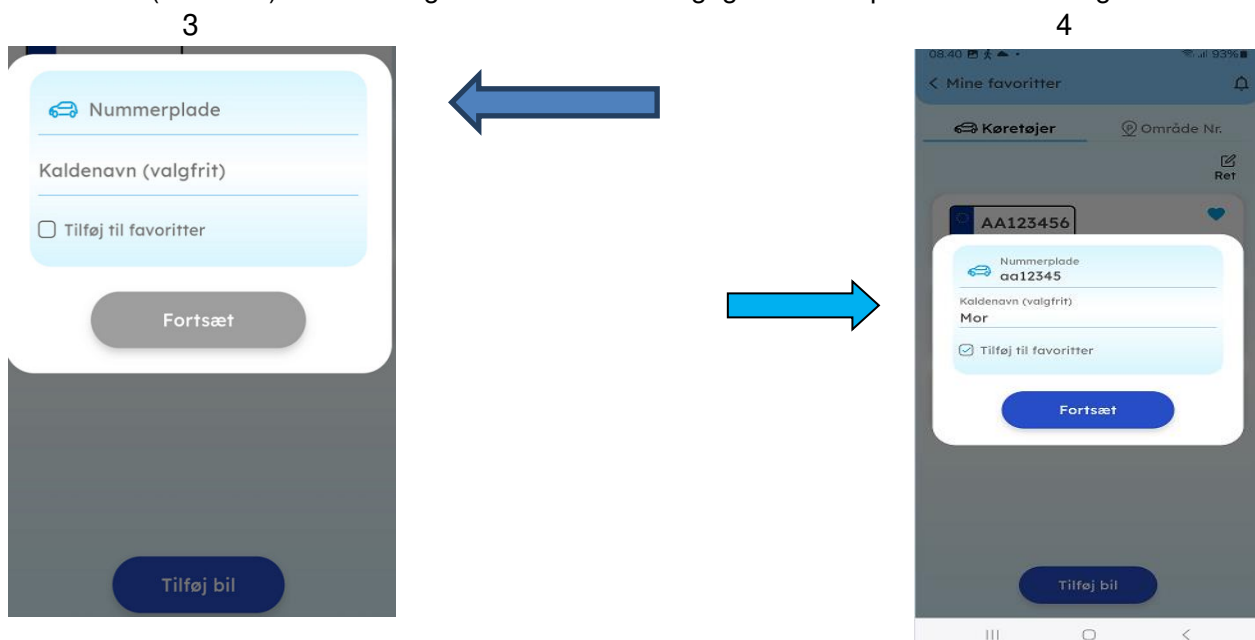 3
Nummerplade
Kaldenavn (valgfrit)
Tilføj til favoritter
Fortsæt
Tilføj bil
4
08.40 93%
< Mine favoritter
Køretøjer Område Nr.
Ret
AA123456
Nummerplade
aa12345
Kaldenavn (valgfrit)
Mor
Tilføj til favoritter
Fortsæt
Tilføj bil